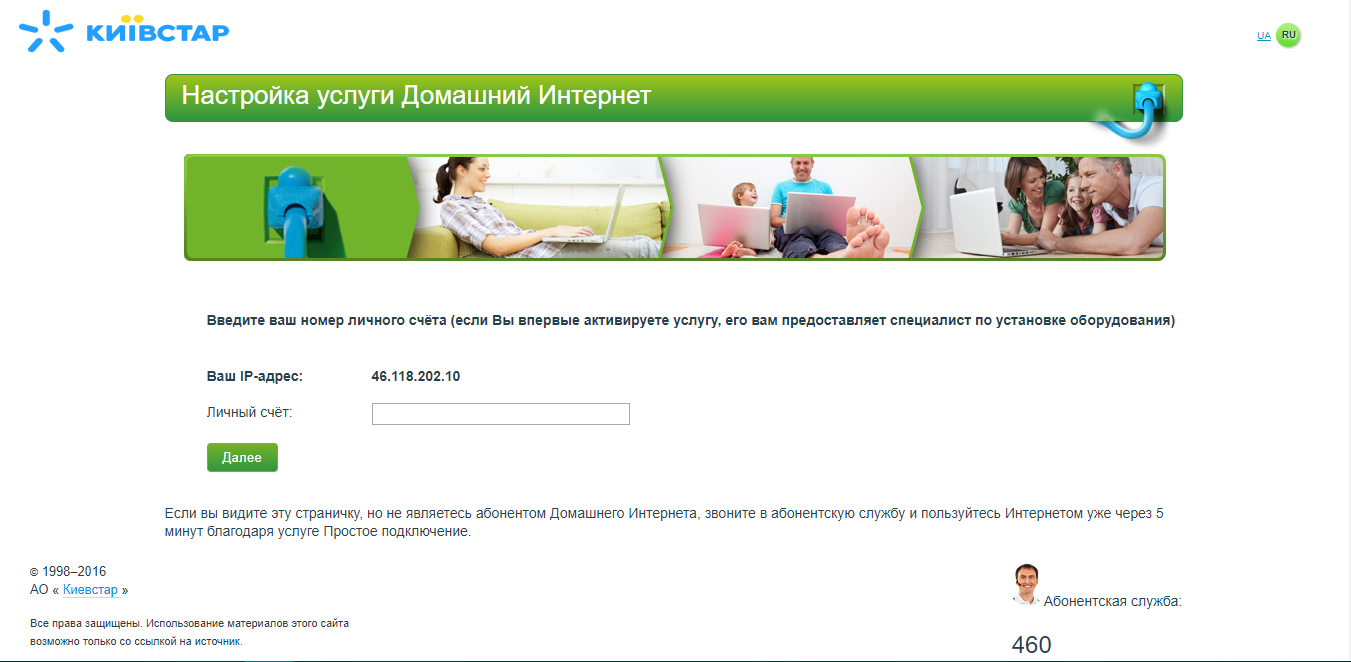 КИЇВСТАР
UA RU
Настройка услуги Домашний Интернет
Введите ваш номер личного счёта (если Вы впервые активируете услугу, его вам предоставляет специалист по установке оборудования)
Ваш IP-адрес: 46.118.202.10
Личный счёт:
Далее
Если вы видите эту страничку, но не являетесь абонентом Домашнего Интернета, звоните в абонентскую службу и пользуйтесь Интернетом уже через 5
минут благодаря услуге Простое подключение.
© 1998–2016
АО « Киевстар »
Абонентская служба:
Все права защищены. Использование материалов этого сайта
возможно только со ссылкой на источник.
460